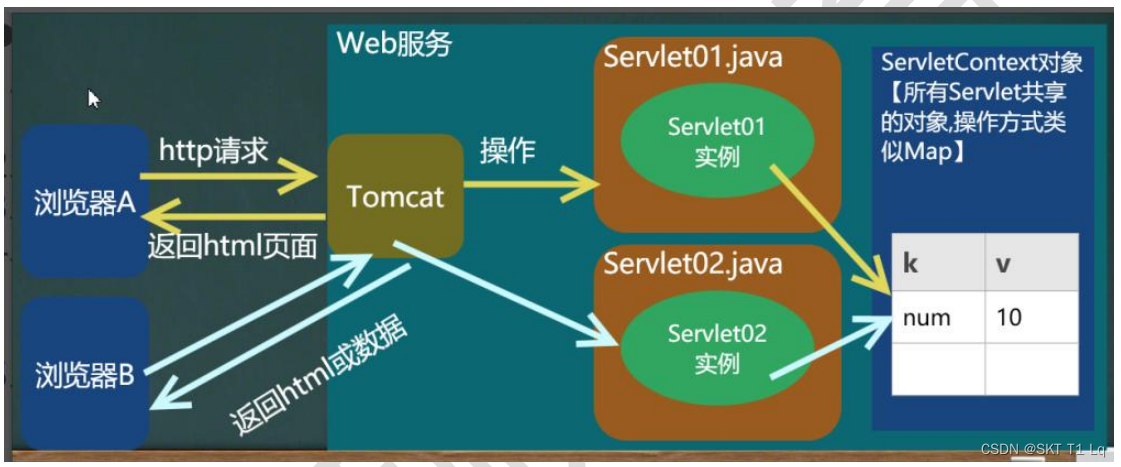 Web服务
Servlet01.java
ServletContext对象
【所有Servlet共享
的对象,操作方式类
似Map】
http请求
操作
Servlet01
实例
浏览器A
Tomcat
返回html页面
Servlet02.java
k
v
num
10
Servlet02
实例
浏览器B
返回html或数据
CSDN @SKT T1 Lq